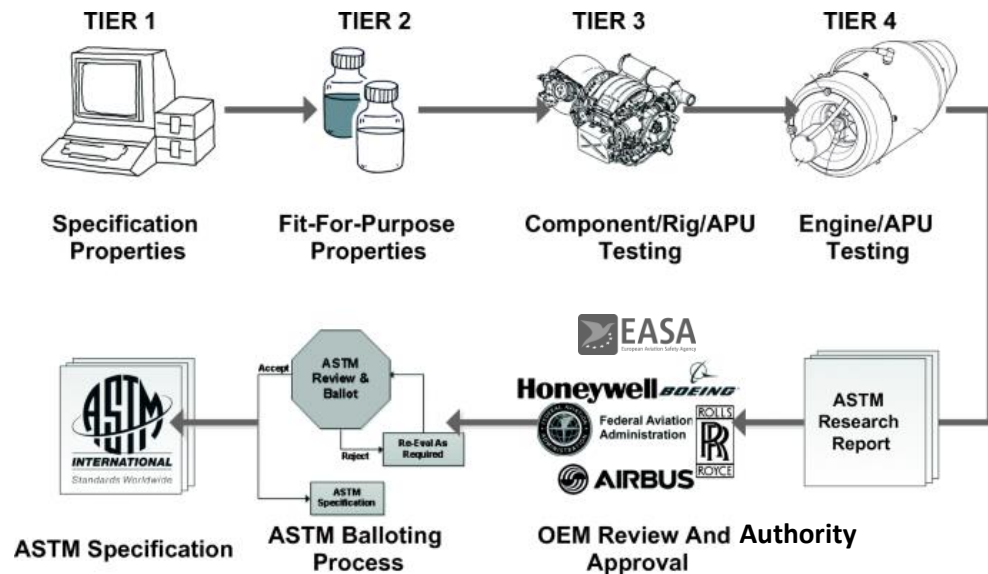 TIER 1
TIER 2
TIER 3
TIER 4
Specification
Properties
Fit-For-Purpose
Properties
Component/Rig/APU
Testing
Engine/APU
Testing
EASA
European Aviation Safety Agency
Honeywell
BOEING
Federal Aviation
Administration
ROLLS
RR
ROYCE
AIRBUS
ASTM
Research
Report
ASTM
Review &
Ballot
Accept
Reject
Re-Eval As
Required
ASTM
Specification
ASTM
INTERNATIONAL
Standards Worldwide
ASTM Specification
ASTM Balloting
Process
OEM Review And Authority
Approval